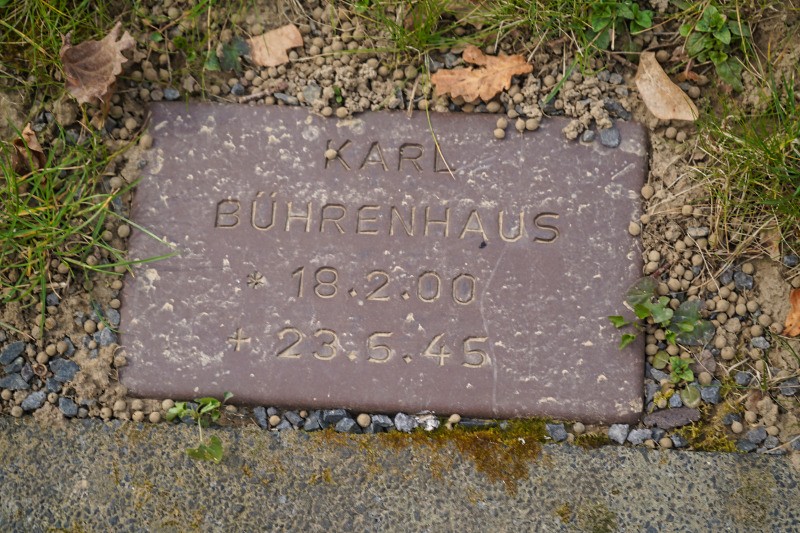 KARL
BÜHRENHAUS
* 18.2.00
+ 23.5.45